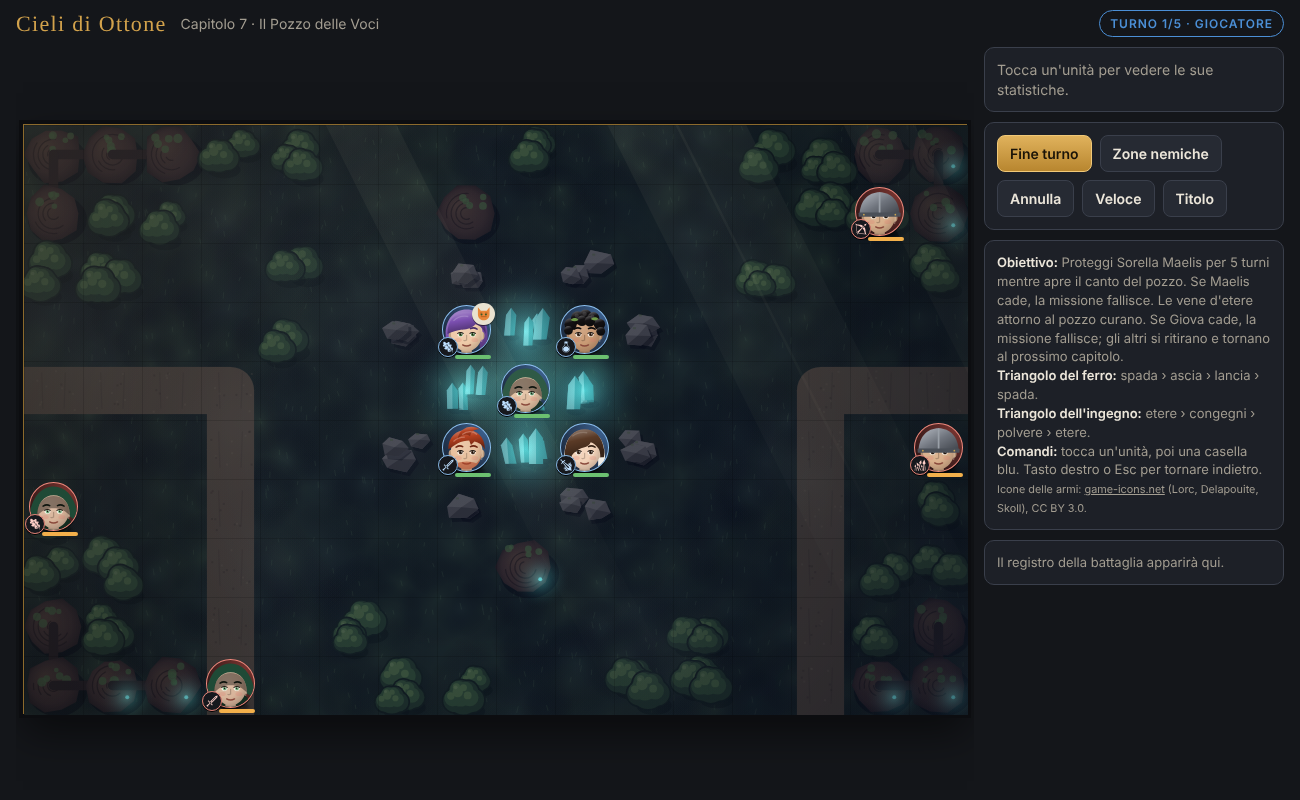 Cieli di Ottone
Capitolo 7 · Il Pozzo delle Voci
TURNO 1/5 · GIOCATORE
Tocca un'unità per vedere le sue
statistiche.
Fine turno
Zone nemiche
Annulla
Veloce
Titolo
Obiettivo: Proteggi Sorella Maelis per 5 turni
mentre apre il canto del pozzo. Se Maelis
cade, la missione fallisce. Le vene d'etere
attorno al pozzo curano. Se Giova cade, la
missione fallisce; gli altri si ritirano e tornano
al prossimo capitolo.
Triangolo del ferro: spada › ascia › lancia ›
spada.
Triangolo dell'ingegno: etere › congegni ›
polvere › etere.
Comandi: tocca un'unità, poi una casella
blu. Tasto destro o Esc per tornare indietro.
Icone delle armi: game-icons.net (Lorc, Delapouite,
Skoll), CC BY 3.0.
Il registro della battaglia apparirà qui.